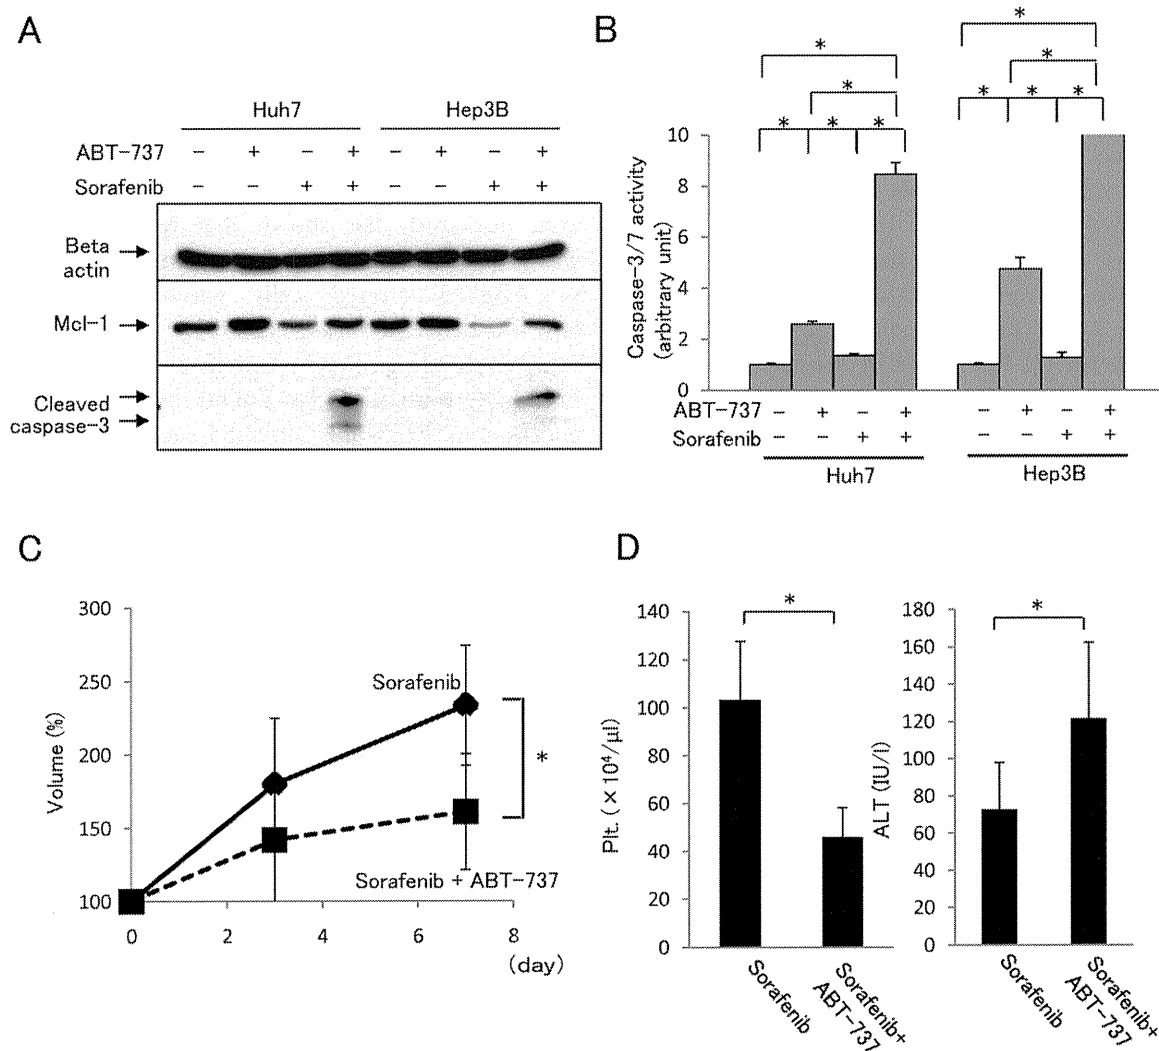 A
Huh7 Hep3B
ABT-737 - + - + - + - +
Sorafenib - - + + - - + +
Beta
actin
Mcl-1
Cleaved
caspase-3
B
*
*
*
*
* * *
* * *
Caspase-3/7 activity
(arbitrary unit)
10
8
6
4
2
0
ABT-737 - + - + - + - +
Sorafenib - - + + - - + +
Huh7 Hep3B
C
Volume (%)
300
250
200
150
100
Sorafenib
*
Sorafenib + ABT-737
0 2 4 6 8
(day)
D
Plt. (×10⁴/μl)
140
120
100
80
60
40
20
0
*
Sorafenib
Sorafenib+
ABT-737
ALT (IU/l)
180
160
140
120
100
80
60
40
20
0
*
Sorafenib
Sorafenib+
ABT-737